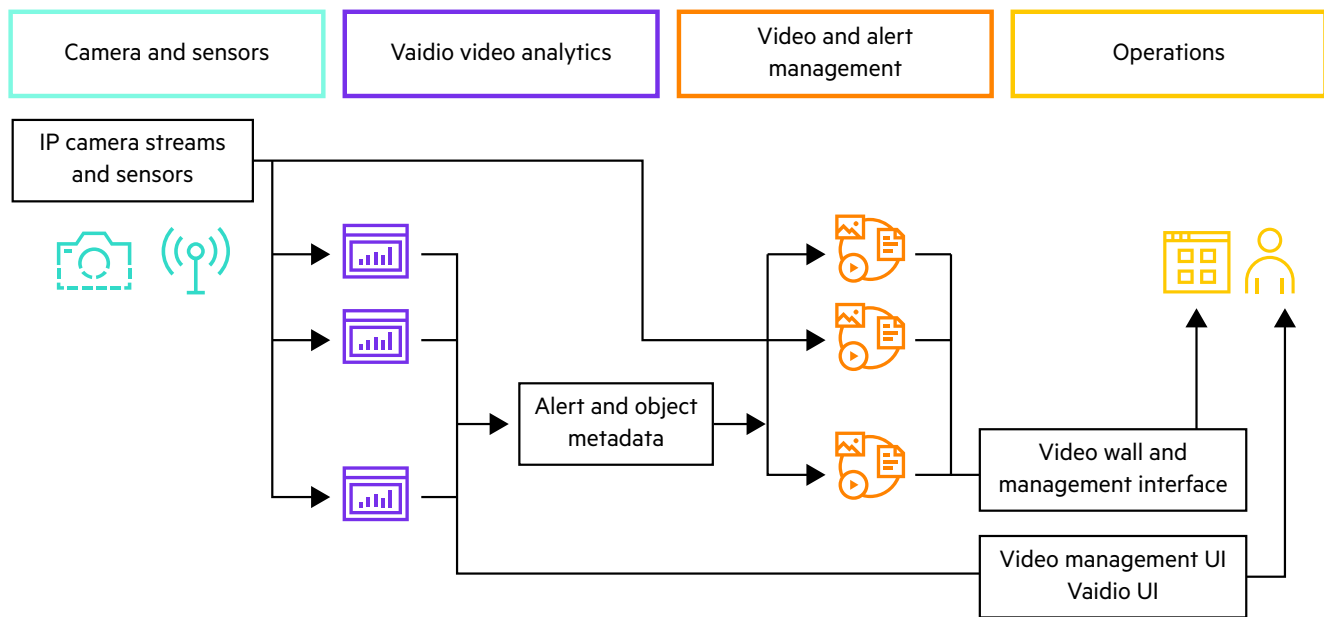 Camera and sensors
Vaidio video analytics
Video and alert
management
Operations
IP camera streams
and sensors
Alert and object
metadata
Video wall and
management interface
Video management UI
Vaidio UI